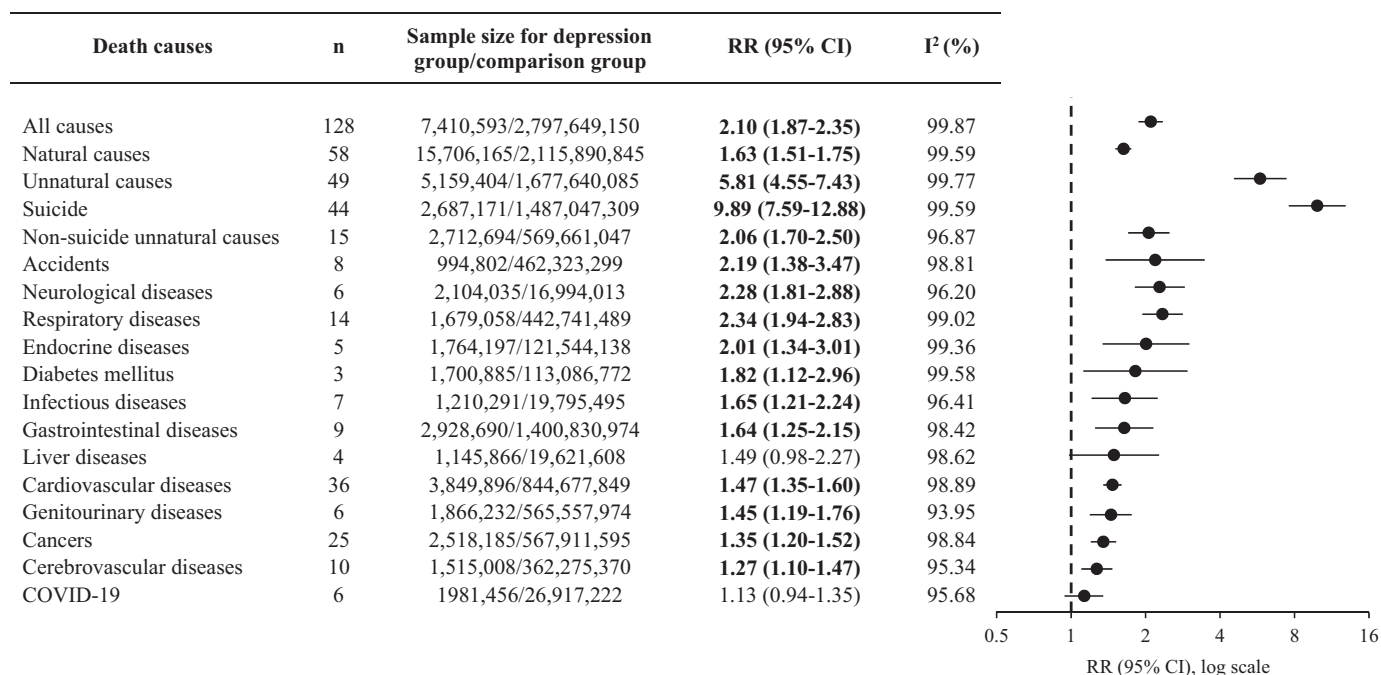 Death causes n Sample size for depression group/comparison group RR (95% CI) I² (%)
All causes 128 7,410,593/2,797,649,150 2.10 (1.87-2.35) 99.87
Natural causes 58 15,706,165/2,115,890,845 1.63 (1.51-1.75) 99.59
Unnatural causes 49 5,159,404/1,677,640,085 5.81 (4.55-7.43) 99.77
Suicide 44 2,687,171/1,487,047,309 9.89 (7.59-12.88) 99.59
Non-suicide unnatural causes 15 2,712,694/569,661,047 2.06 (1.70-2.50) 96.87
Accidents 8 994,802/462,323,299 2.19 (1.38-3.47) 98.81
Neurological diseases 6 2,104,035/16,994,013 2.28 (1.81-2.88) 96.20
Respiratory diseases 14 1,679,058/442,741,489 2.34 (1.94-2.83) 99.02
Endocrine diseases 5 1,764,197/121,544,138 2.01 (1.34-3.01) 99.36
Diabetes mellitus 3 1,700,885/113,086,772 1.82 (1.12-2.96) 99.58
Infectious diseases 7 1,210,291/19,795,495 1.65 (1.21-2.24) 96.41
Gastrointestinal diseases 9 2,928,690/1,400,830,974 1.64 (1.25-2.15) 98.42
Liver diseases 4 1,145,866/19,621,608 1.49 (0.98-2.27) 98.62
Cardiovascular diseases 36 3,849,896/844,677,849 1.47 (1.35-1.60) 98.89
Genitourinary diseases 6 1,866,232/565,557,974 1.45 (1.19-1.76) 93.95
Cancers 25 2,518,185/567,911,595 1.35 (1.20-1.52) 98.84
Cerebrovascular diseases 10 1,515,008/362,275,370 1.27 (1.10-1.47) 95.34
COVID-19 6 1981,456/26,917,222 1.13 (0.94-1.35) 95.68
0.5 1 2 4 8 16
RR (95% CI), log scale